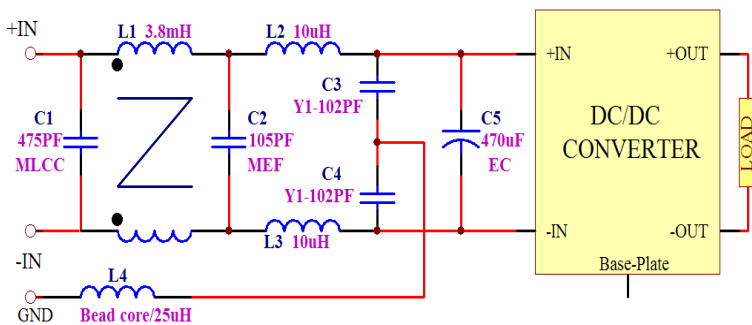 +IN
L1 3.8mH
L2 10uH
C3
Y1-102PF
C1
475PF
MLCC
C2
105PF
MEF
C4
Y1-102PF
C5
470uF
EC
L3
10uH
-IN
L4
Bead core/25uH
GND
+IN
+OUT
DC/DC
CONVERTER
-IN
-OUT
Base-Plate
LOAD